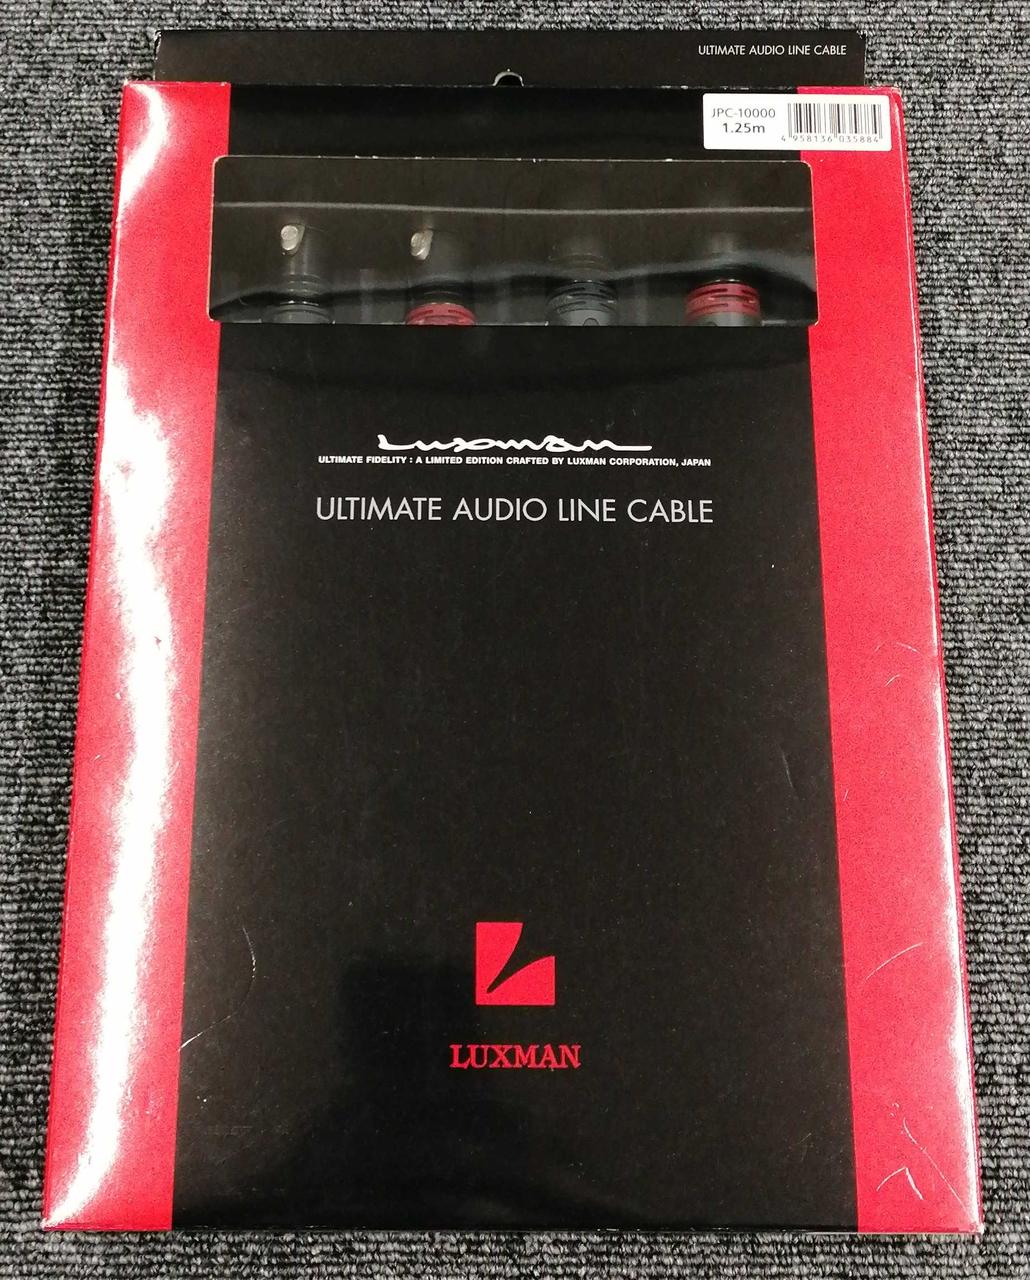 ULTIMATE AUDIO LINE CABLE
JPC-10000
1.25m
4 958136 035884
Luxman
ULTIMATE FIDELITY : A LIMITED EDITION CRAFTED BY LUXMAN CORPORATION, JAPAN
ULTIMATE AUDIO LINE CABLE
LUXMAN